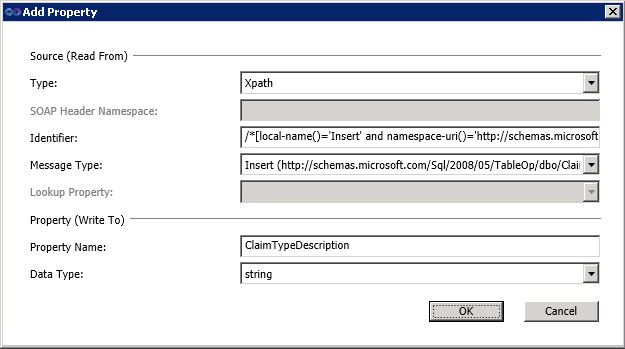 Add Property
Source (Read From)
Type: Xpath
SOAP Header Namespace:
Identifier: /*[local-name()='Insert' and namespace-uri()='http://schemas.microsoft
Message Type: Insert (http://schemas.microsoft.com/Sql/2008/05/TableOp/dbo/Clai
Lookup Property:
Property (Write To)
Property Name: ClaimTypeDescription
Data Type: string
OK Cancel